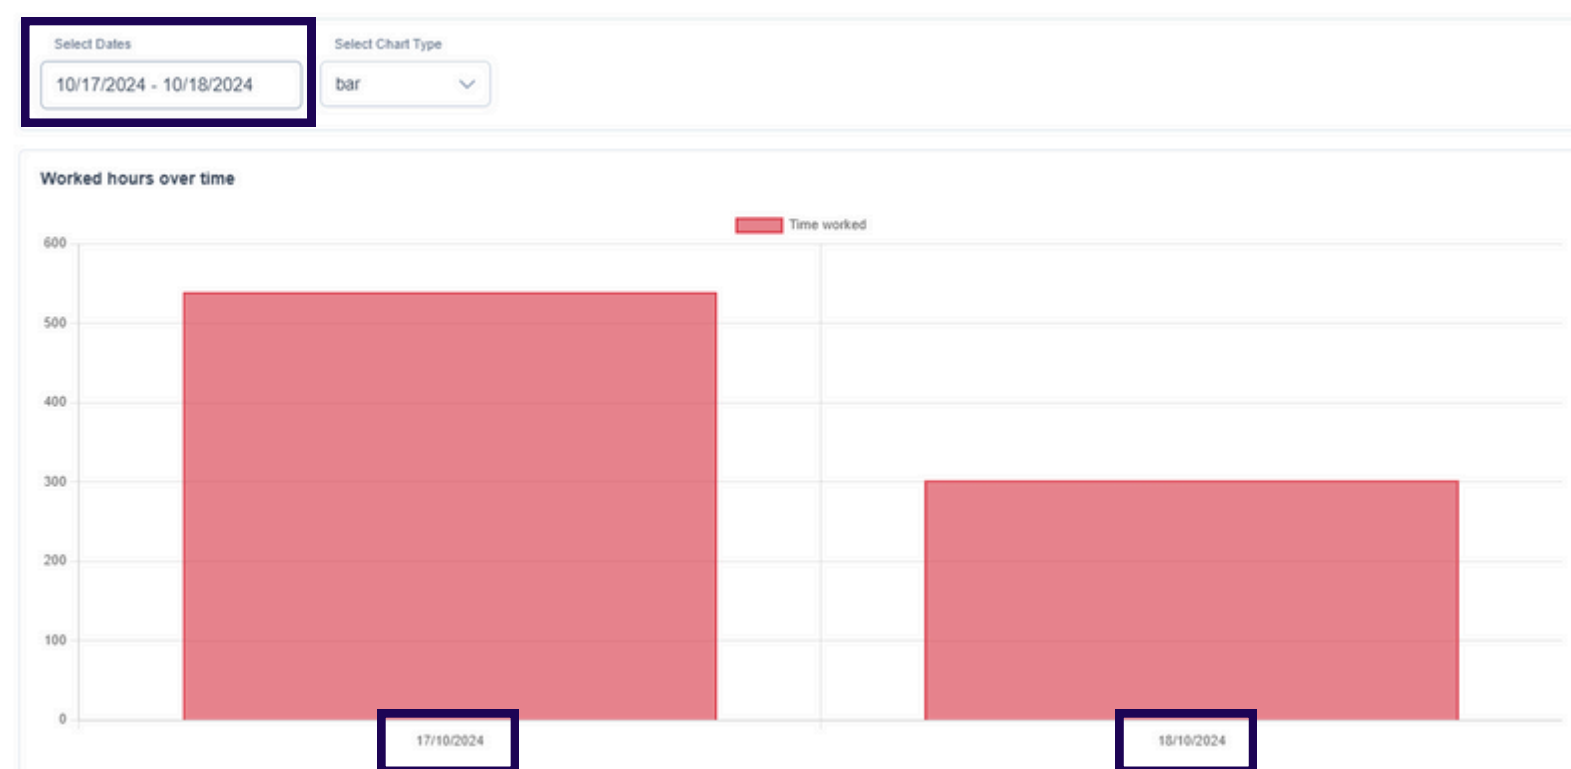 Select Dates
Select Chart Type
10/17/2024 - 10/18/2024
bar
Worked hours over time
Time worked
600
500
400
300
200
100
0
17/10/2024
18/10/2024